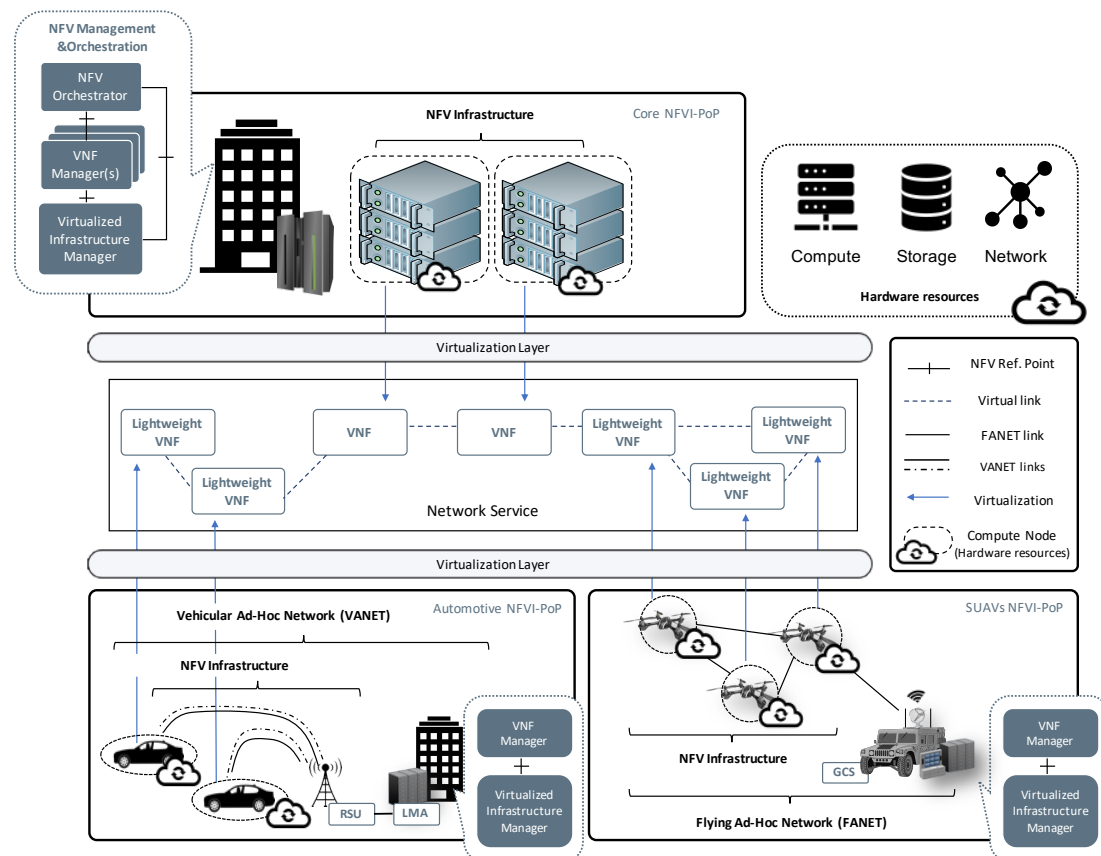 NFV Management
&Orchestration
NFV
Orchestrator
VNF
Manager(s)
Virtualized
Infrastructure
Manager
NFV Infrastructure
Core NFVI-PoP
Compute
Storage
Network
Hardware resources
Virtualization Layer
NFV Ref. Point
Virtual link
FANET link
VANET links
Virtualization
Compute Node
(Hardware resources)
Lightweight
VNF
Lightweight
VNF
VNF
VNF
Lightweight
VNF
Lightweight
VNF
Lightweight
VNF
Network Service
Virtualization Layer
Automotive NFVI-PoP
Vehicular Ad-Hoc Network (VANET)
NFV Infrastructure
RSU
LMA
VNF
Manager
Virtualized
Infrastructure
Manager
SUAVs NFVI-PoP
NFV Infrastructure
GCS
Flying Ad-Hoc Network (FANET)
VNF
Manager
Virtualized
Infrastructure
Manager